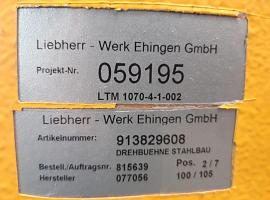 Liebherr - Werk Ehingen GmbH
Projekt-Nr. 059195
LTM 1070-4-1-002
Liebherr - Werk Ehingen GmbH
Artikelnummer: 913829608
DREHBUEHNE STAHLBAU
Bestell./Auftragsnr. 815639 Pos. 2/7
Hersteller 077056 100/105